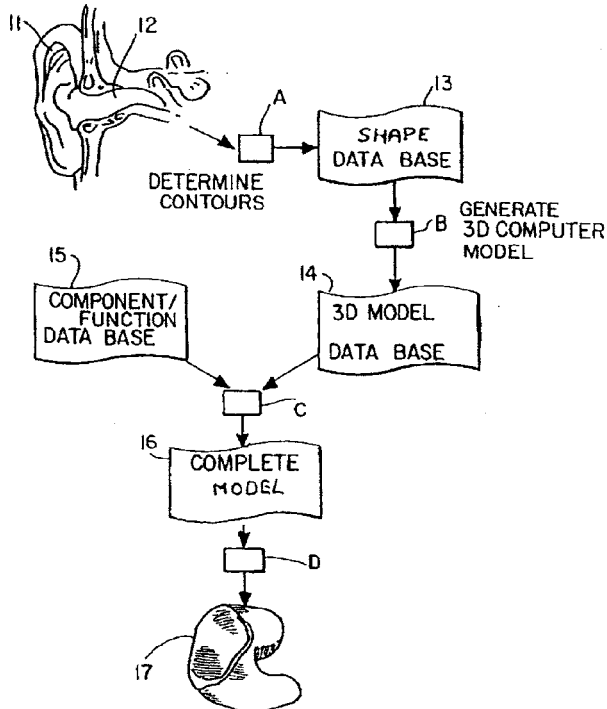 11
12
A
13
SHAPE
DATA BASE
DETERMINE
CONTOURS
B
GENERATE
3D COMPUTER
MODEL
15
COMPONENT/
FUNCTION
DATA BASE
14
3D MODEL
DATA BASE
C
16
COMPLETE
MODEL
D
17